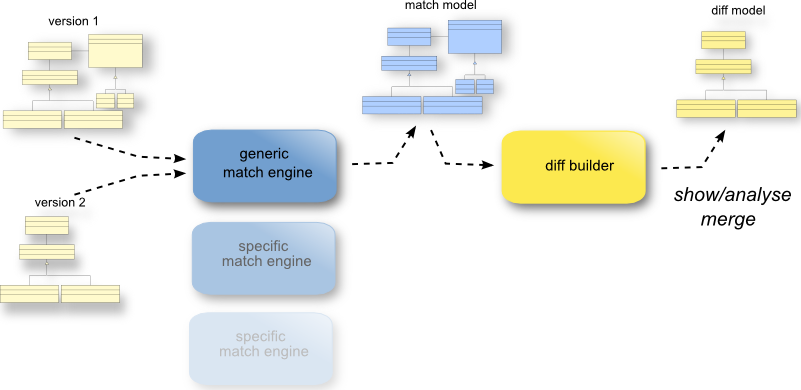 version 1
match model
diff model
generic
match engine
diff builder
show/analyse
merge
version 2
specific
match engine
specific
match engine